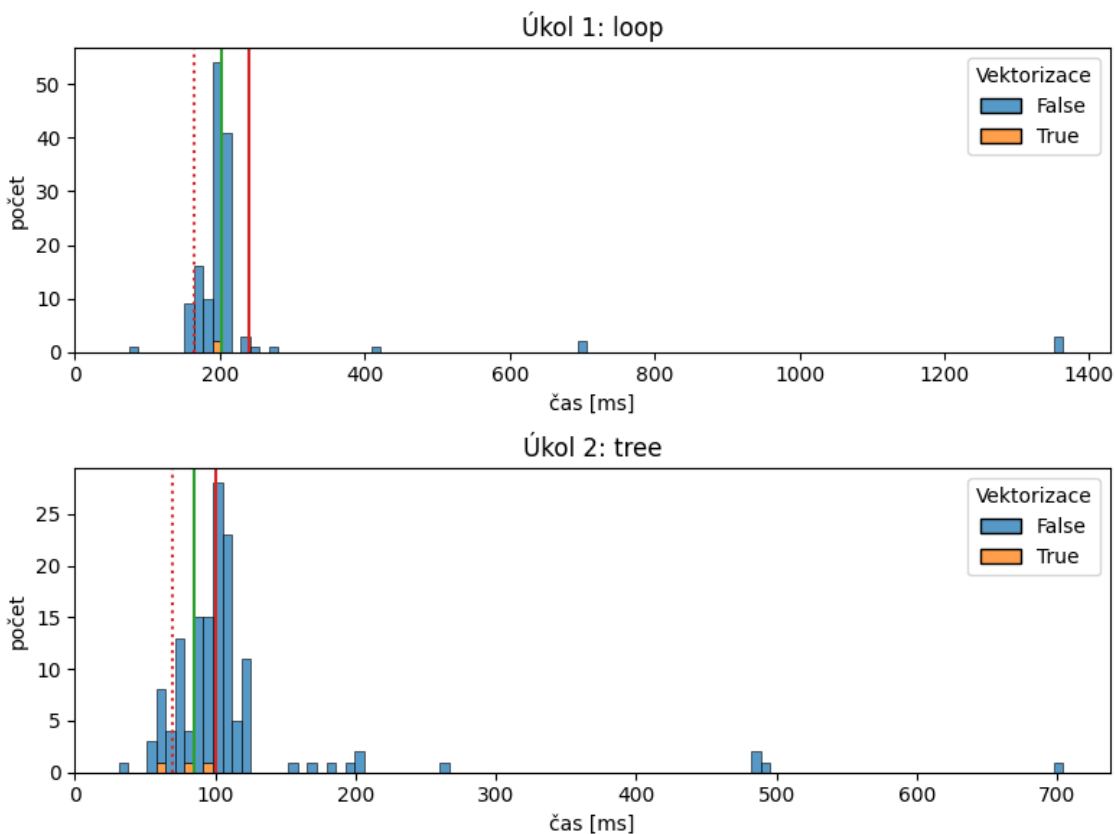 Úkol 1: loop
počet
50
40
30
20
10
0
Vektorizace
False
True
0 200 400 600 800 1000 1200 1400
čas [ms]
Úkol 2: tree
počet
25
20
15
10
5
0
Vektorizace
False
True
0 100 200 300 400 500 600 700
čas [ms]